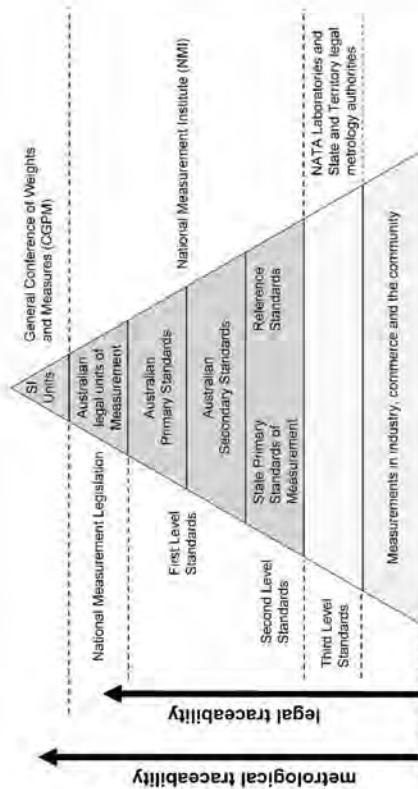 General Conference of Weights
and Measures (CGPM)
SI
Units
National Measurement Legislation
Australian
legal units of
Measurement
National Measurement Institute (NMI)
First Level
Standards
Australian
Primary Standards
Australian
Secondary Standards
Second Level
Standards
State Primary
Standards of
Measurement
Reference
Standards
Third Level
Standards
NATA Laboratories and
State and Territory legal
metrology authorities
Measurements in industry, commerce and the community
legal traceability
metrological traceability